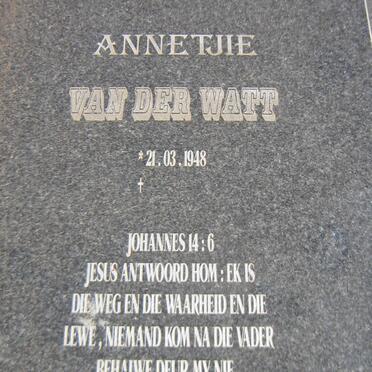 ANNETJIE
VAN DER WATT
* 21.03.1948
†
JOHANNES 14:6
JESUS ANTWOORD HOM: EK IS
DIE WEG EN DIE WAARHEID EN DIE
LEWE, NIEMAND KOM NA DIE VADER
BEHALWE DEUR MY NIE